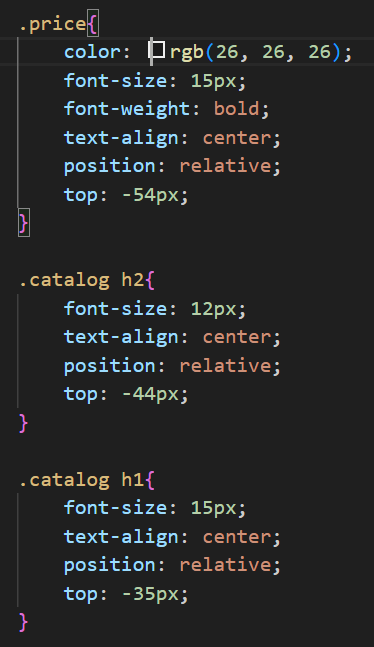 .price{
    color: rgb(26, 26, 26);
    font-size: 15px;
    font-weight: bold;
    text-align: center;
    position: relative;
    top: -54px;
}

.catalog h2{
    font-size: 12px;
    text-align: center;
    position: relative;
    top: -44px;
}

.catalog h1{
    font-size: 15px;
    text-align: center;
    position: relative;
    top: -35px;
}